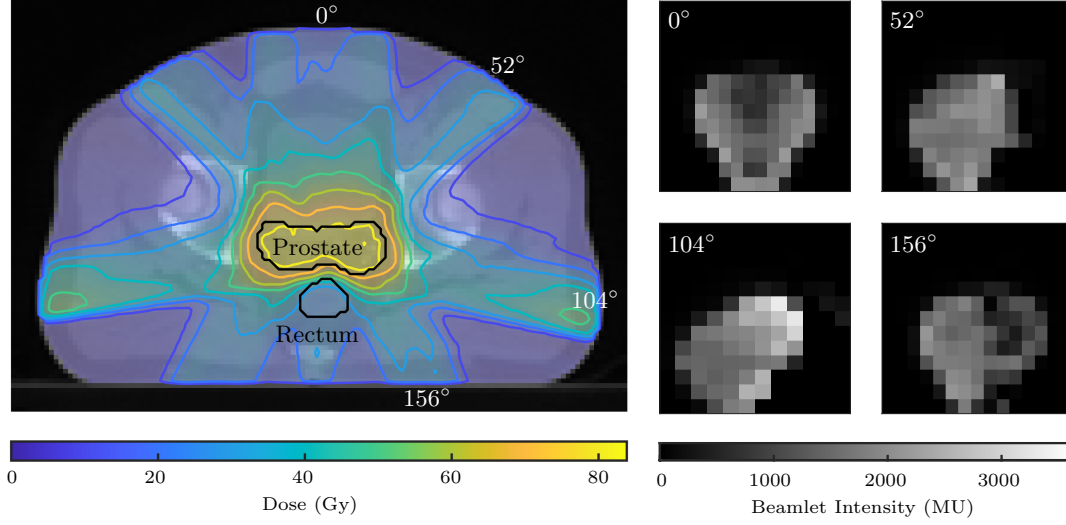 0°
52°
Prostate
104°
Rectum
156°
0 20 40 60 80
Dose (Gy)
0°
52°
104°
156°
0 1000 2000 3000
Beamlet Intensity (MU)